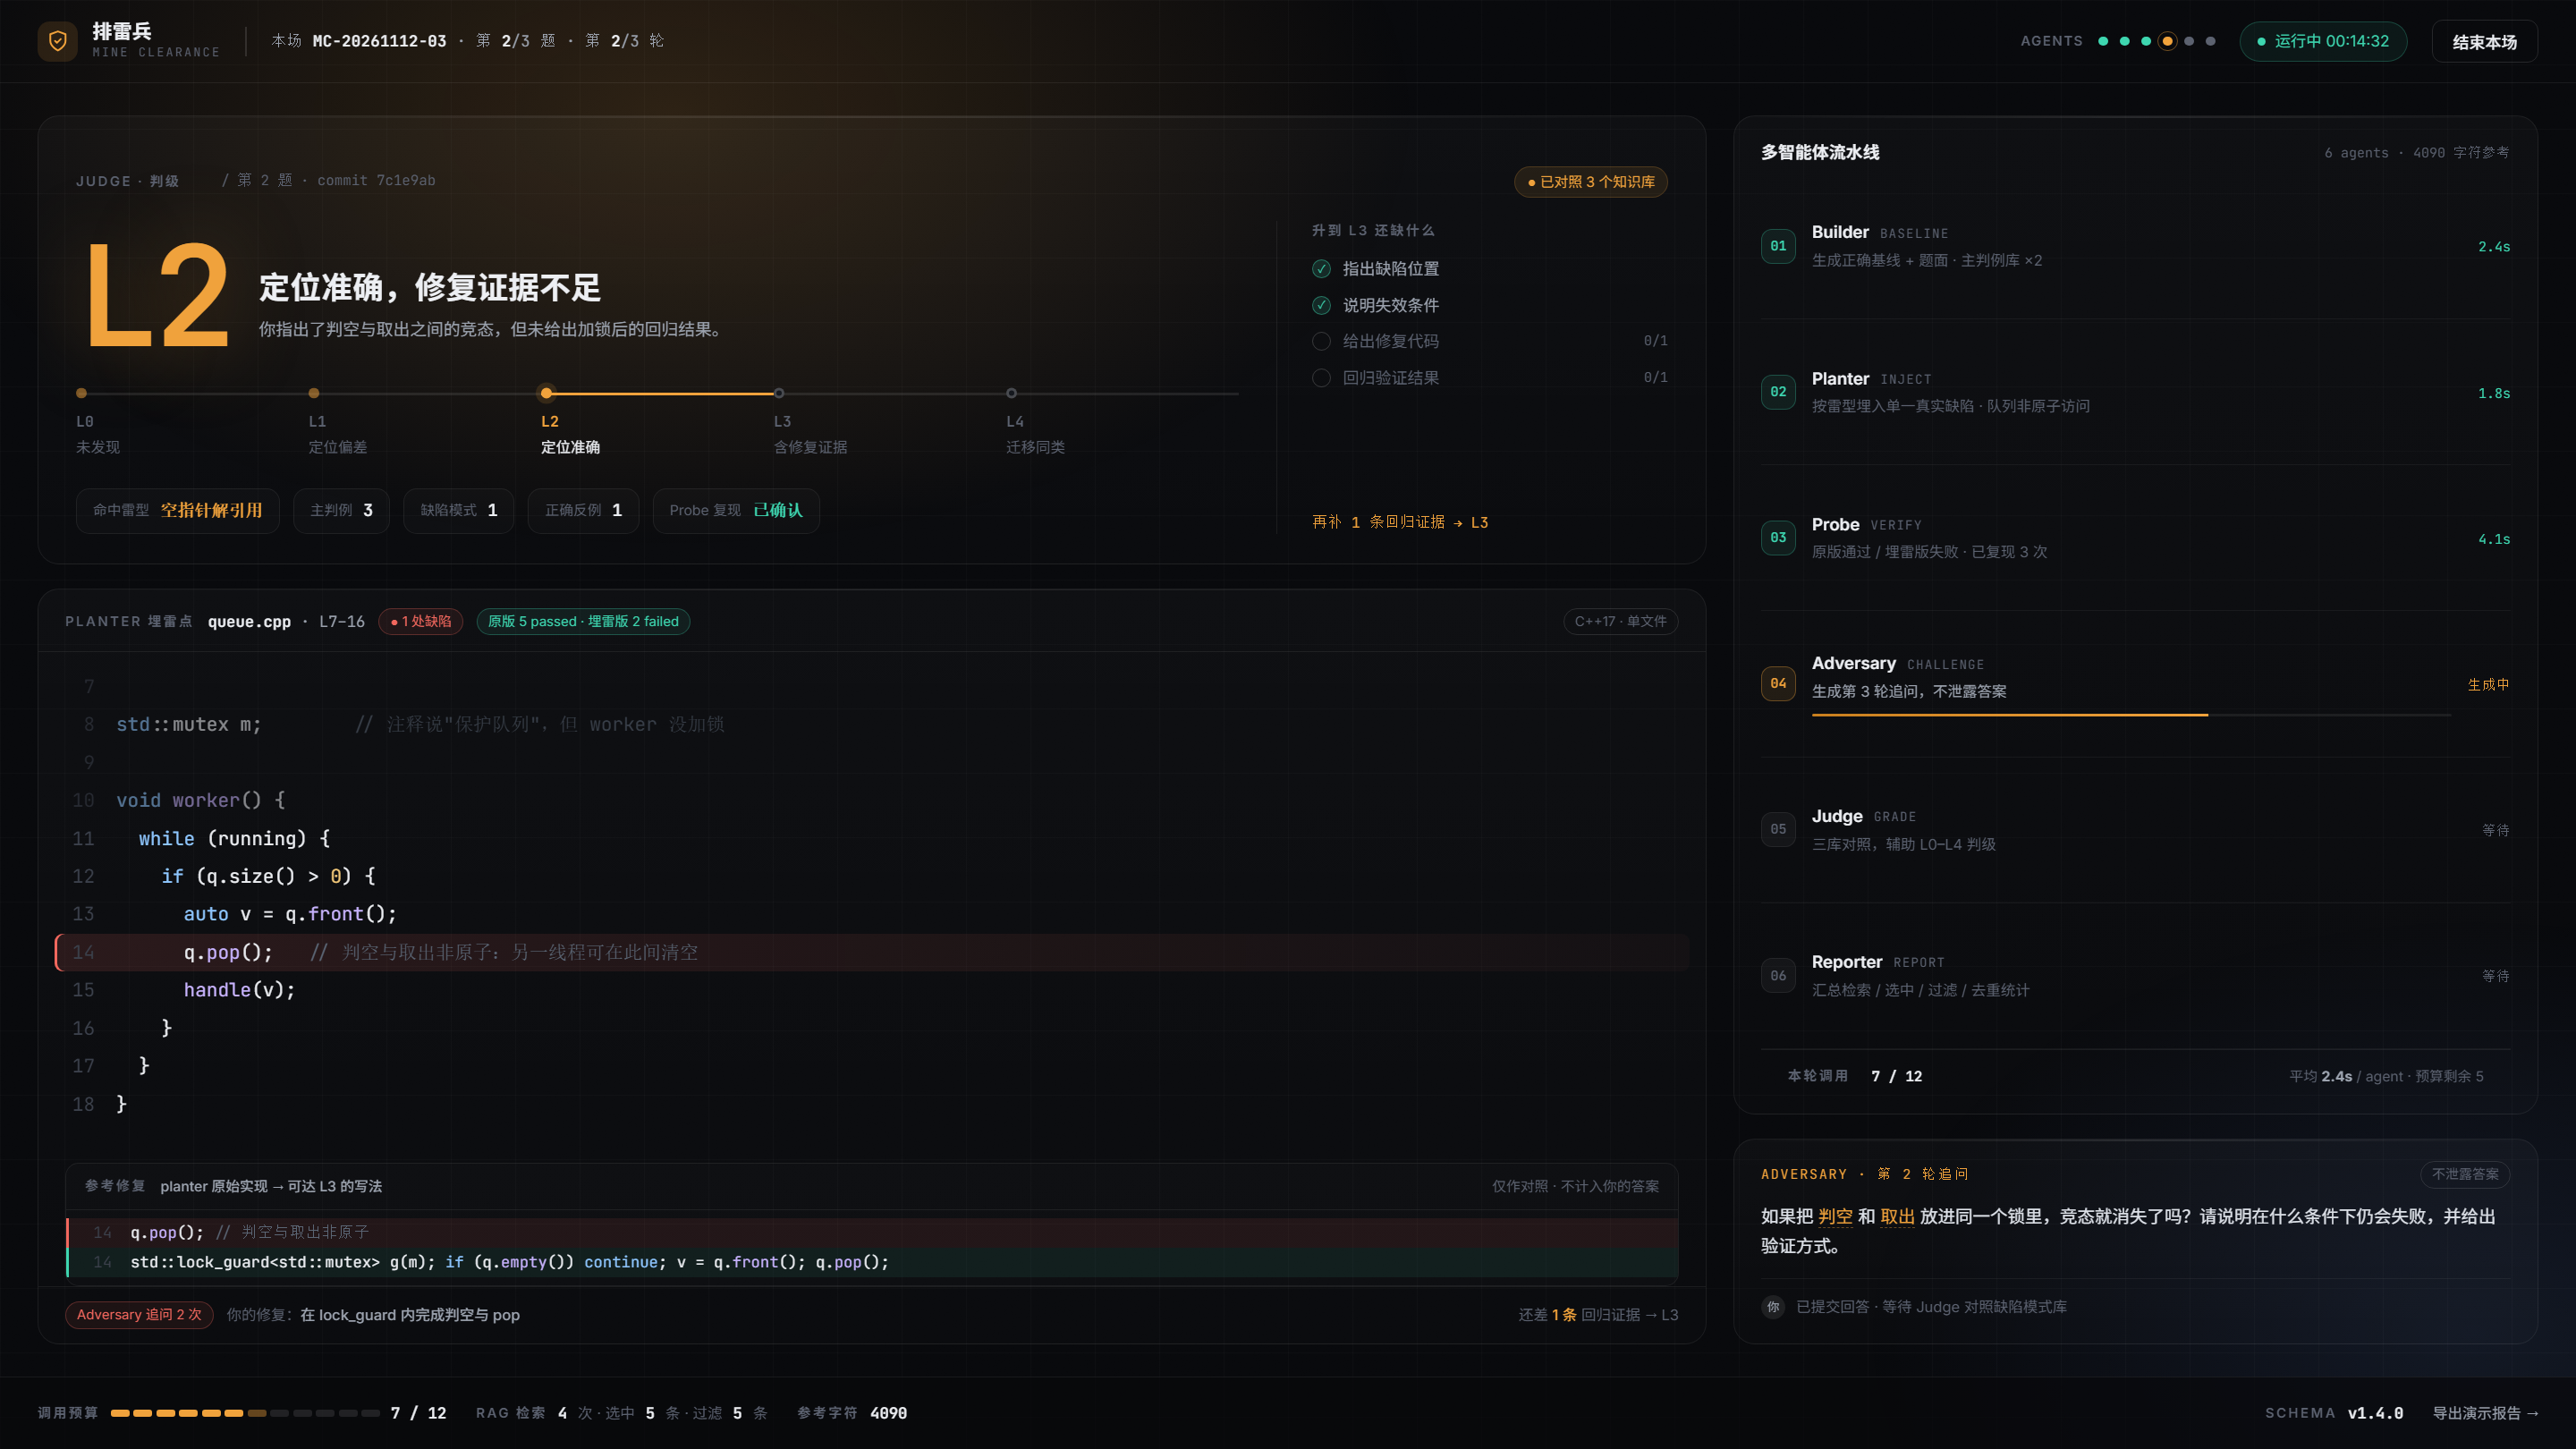 排雷兵
MINE CLEARANCE
本场 MC-20261112-03 · 第 2/3 题 · 第 2/3 轮
AGENTS
运行中 00:14:32
结束本场
JUDGE · 判级 / 第 2 题 · commit 7c1e9ab
已对照 3 个知识库
L2
定位准确，修复证据不足
你指出了判空与取出之间的竞态，但未给出加锁后的回归结果。
L0
未发现
L1
定位偏差
L2
定位准确
L3
含修复证据
L4
迁移同类
命中雷型 空指针解引用
主判例 3
缺陷模式 1
正确反例 1
Probe 复现 已确认
升到 L3 还缺什么
指出缺陷位置
说明失效条件
给出修复代码 0/1
回归验证结果 0/1
再补 1 条回归证据 → L3
PLANTER 埋雷点 queue.cpp · L7–16
1 处缺陷
原版 5 passed · 埋雷版 2 failed
C++17 · 单文件
7
8 std::mutex m; // 注释说"保护队列"，但 worker 没加锁
9
10 void worker() {
11 while (running) {
12 if (q.size() > 0) {
13 auto v = q.front();
14 q.pop(); // 判空与取出非原子：另一线程可在此间清空
15 handle(v);
16 }
17 }
18 }
参考修复 planter 原始实现 → 可达 L3 的写法
仅作对照 · 不计入你的答案
14 q.pop(); // 判空与取出非原子
14 std::lock_guard<std::mutex> g(m); if (q.empty()) continue; v = q.front(); q.pop();
Adversary 追问 2 次
你的修复：在 lock_guard 内完成判空与 pop
还差 1 条 回归证据 → L3
多智能体流水线
6 agents · 4090 字符参考
01 Builder BASELINE
生成正确基线 + 题面 · 主判例库 ×2
2.4s
02 Planter INJECT
按雷型埋入单一真实缺陷 · 队列非原子访问
1.8s
03 Probe VERIFY
原版通过 / 埋雷版失败 · 已复现 3 次
4.1s
04 Adversary CHALLENGE
生成第 3 轮追问，不泄露答案
生成中
05 Judge GRADE
三库对照，辅助 L0–L4 判级
等待
06 Reporter REPORT
汇总检索 / 选中 / 过滤 / 去重统计
等待
本轮调用 7 / 12
平均 2.4s / agent · 预算剩余 5
ADVERSARY · 第 2 轮追问
不泄露答案
如果把 判空 和 取出 放进同一个锁里，竞态就消失了吗？请说明在什么条件下仍会失败，并给出
验证方式。
你 已提交回答 · 等待 Judge 对照缺陷模式库
调用预算 7 / 12
RAG 检索 4 次 · 选中 5 条 · 过滤 5 条
参考字符 4090
SCHEMA v1.4.0
导出演示报告 →